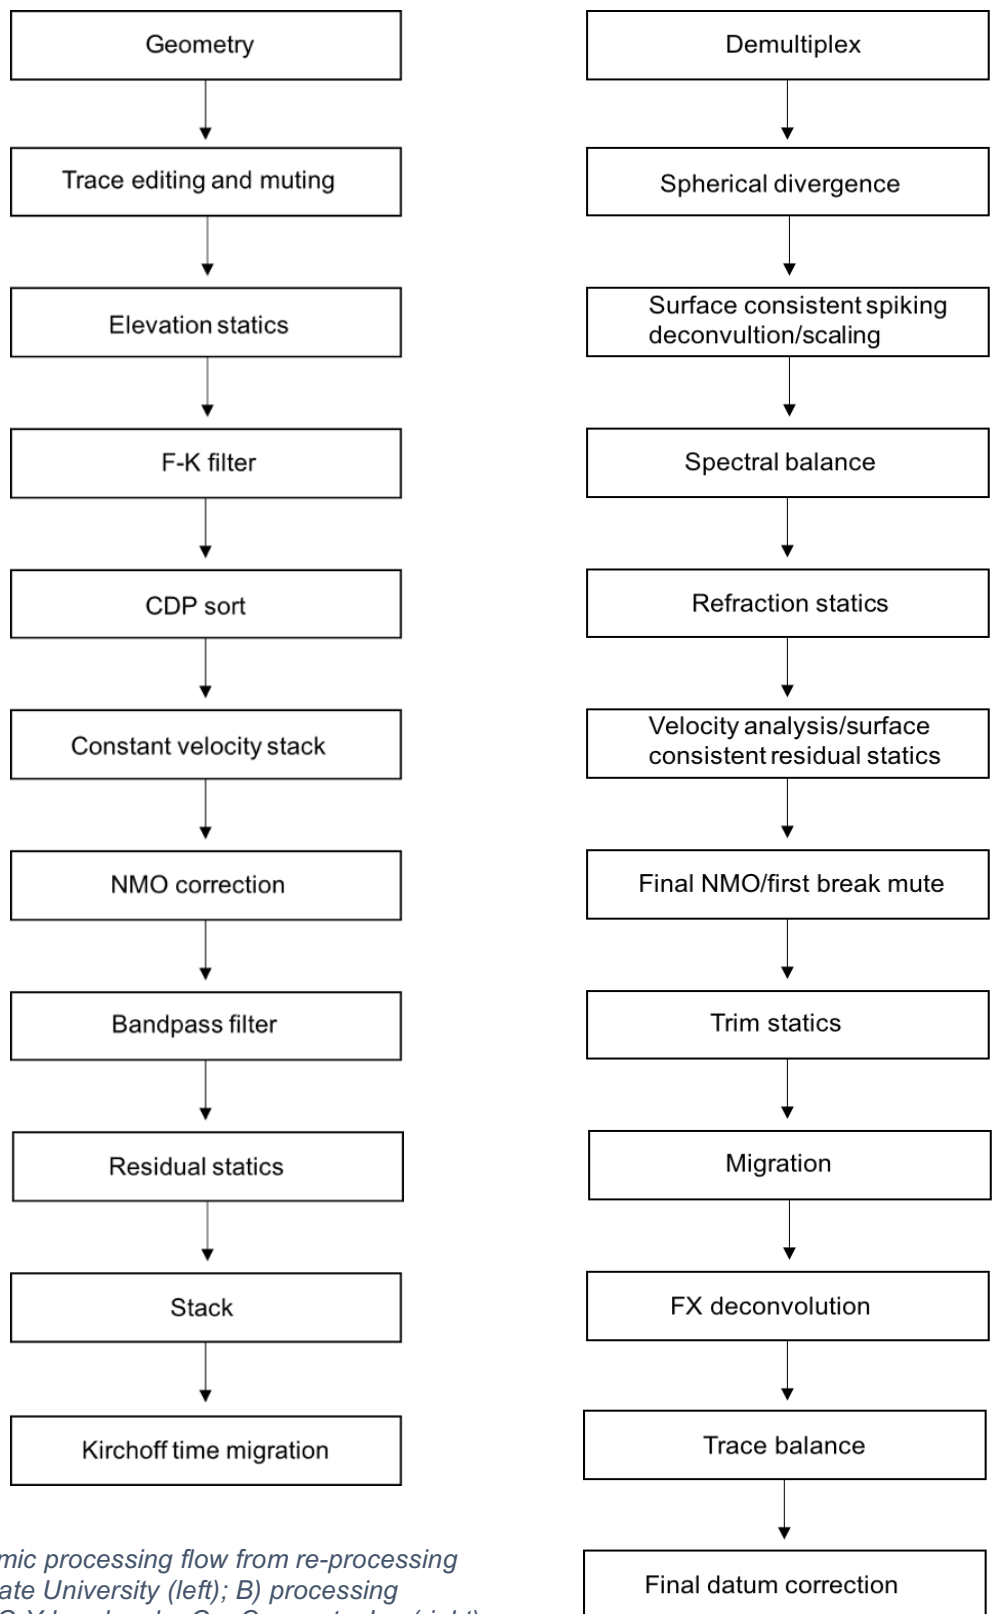 Geometry
Trace editing and muting
Elevation statics
F-K filter
CDP sort
Constant velocity stack
NMO correction
Bandpass filter
Residual statics
Stack
Kirchoff time migration
Demultiplex
Spherical divergence
Surface consistent spiking
deconvultion/scaling
Spectral balance
Refraction statics
Velocity analysis/surface
consistent residual statics
Final NMO/first break mute
Trim statics
Migration
FX deconvolution
Trace balance
Final datum correction
mic processing flow from re-processing
ate University (left); B) processing
(right)